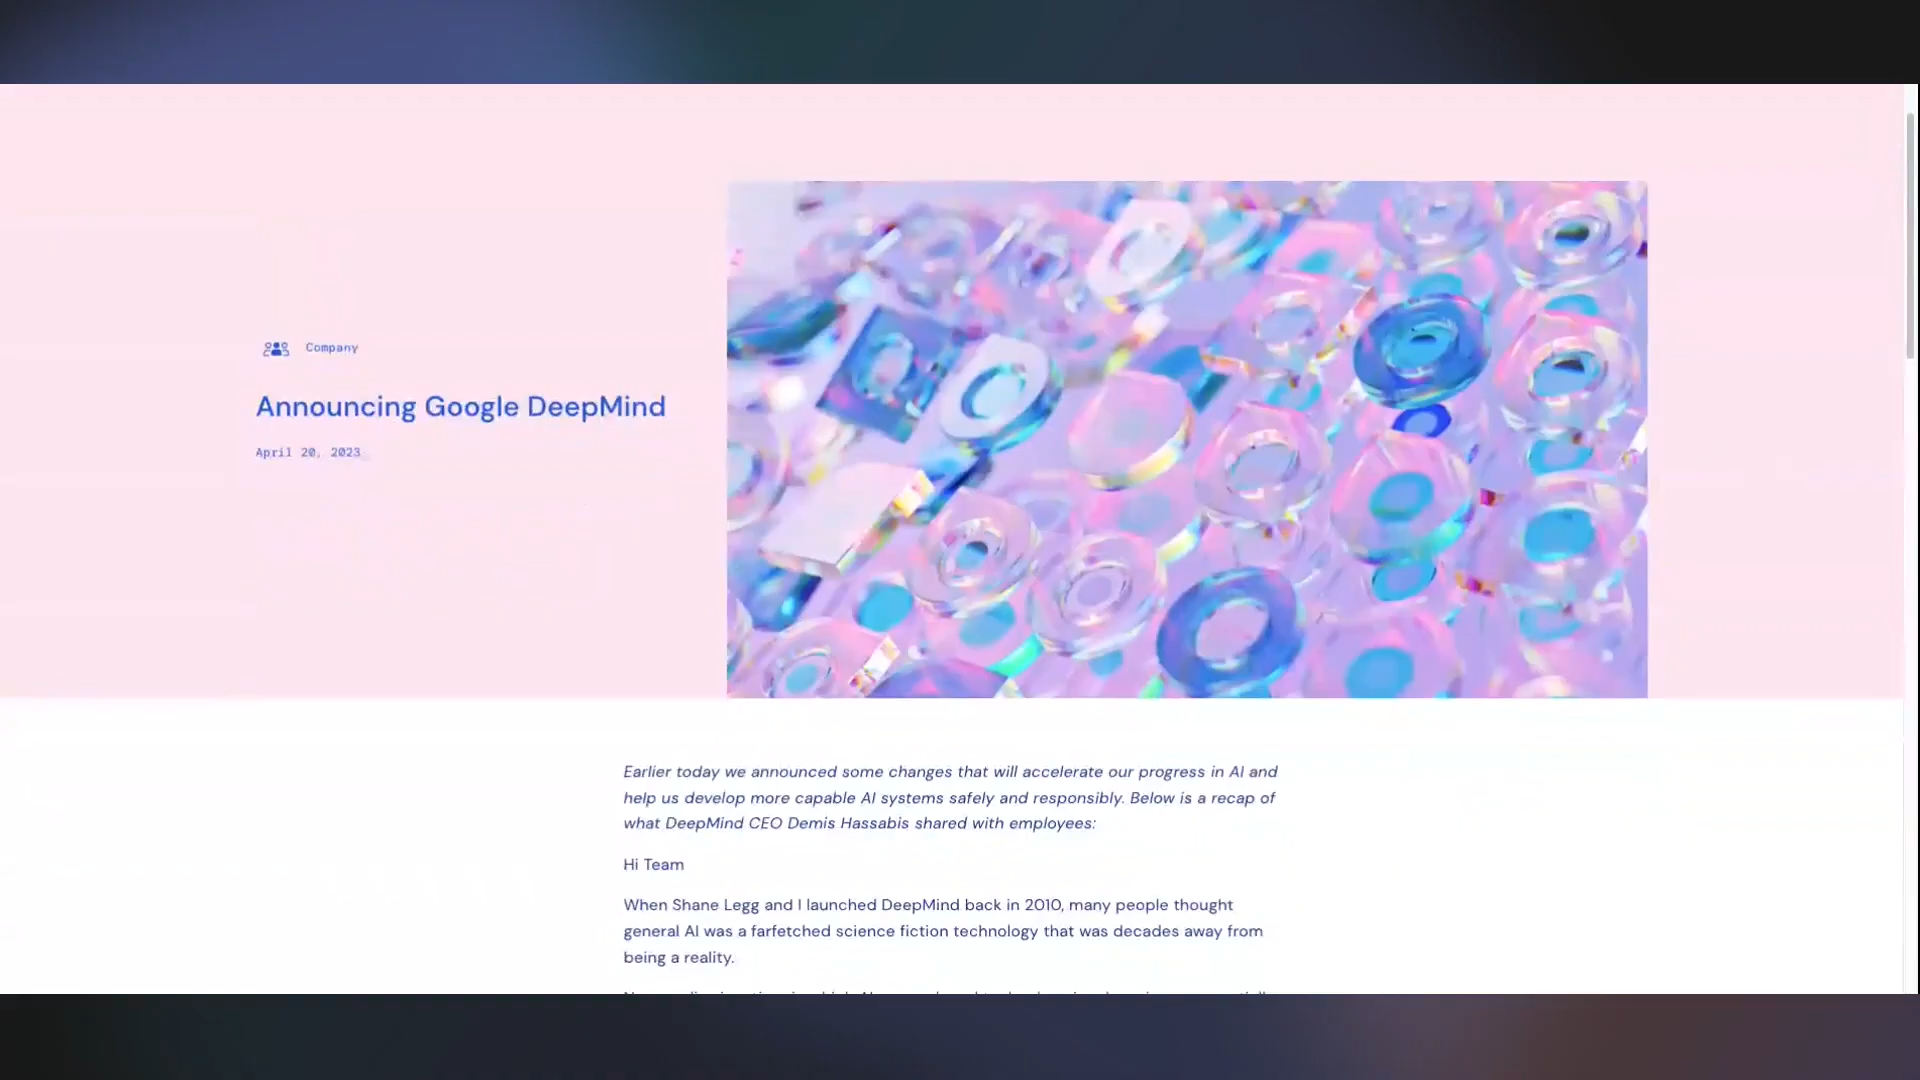 Company
Announcing Google DeepMind
April 20, 2023
Earlier today we announced some changes that will accelerate our progress in AI and
help us develop more capable AI systems safely and responsibly. Below is a recap of
what DeepMind CEO Demis Hassabis shared with employees:
Hi Team
When Shane Legg and I launched DeepMind back in 2010, many people thought
general AI was a farfetched science fiction technology that was decades away from
being a reality.